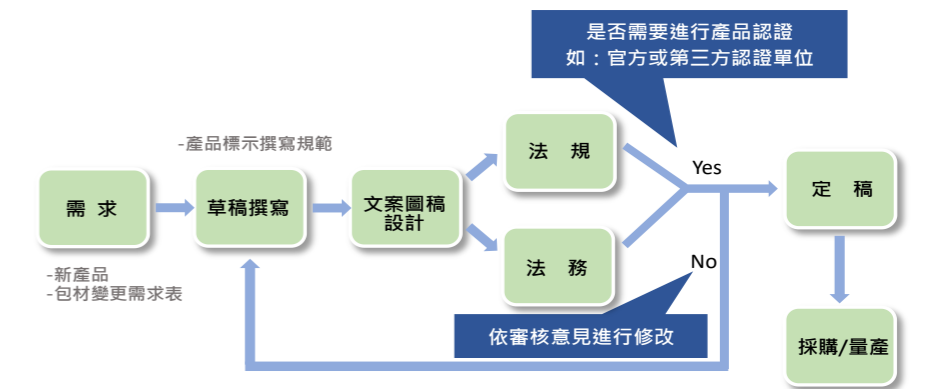 是否需要進行產品認證
如：官方或第三方認證單位
-產品標示撰寫規範
法 規
Yes
需 求
草稿撰寫
文案圖稿
設計
定 稿
法 務
No
-新產品
-包材變更需求表
依審核意見進行修改
採購/量產